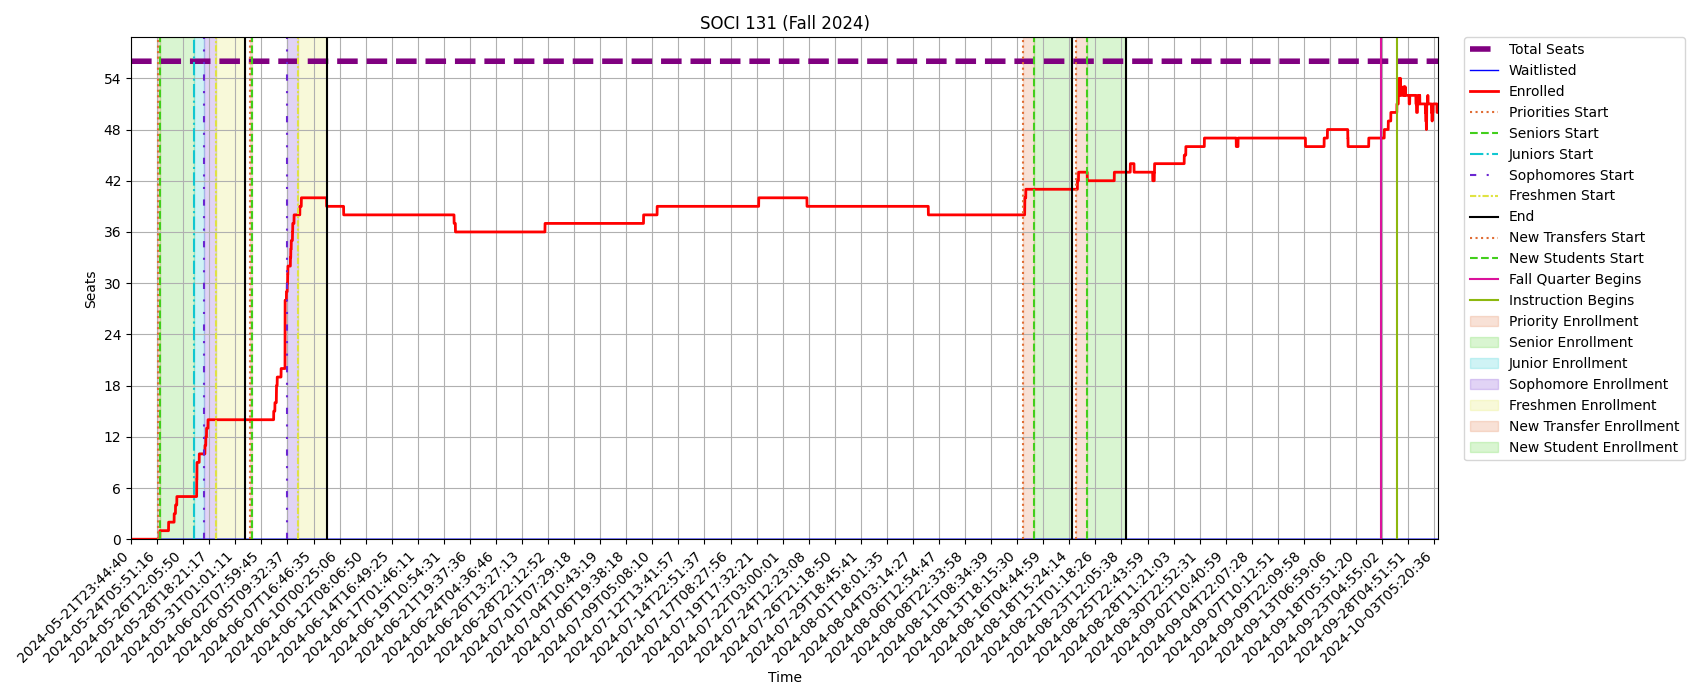 SOCI 131 (Fall 2024)
Seats
54
48
42
36
30
24
18
12
6
0
2024-05-21T23:44:40
2024-05-24T05:51:16
2024-05-26T12:05:50
2024-05-28T18:21:17
2024-05-31T01:01:11
2024-06-02T07:59:45
2024-06-05T09:32:37
2024-06-07T16:46:35
2024-06-10T00:25:06
2024-06-12T08:06:50
2024-06-14T16:49:25
2024-06-17T01:46:11
2024-06-19T10:54:31
2024-06-21T19:37:36
2024-06-24T04:36:46
2024-06-26T13:27:13
2024-06-28T22:12:52
2024-07-01T07:29:18
2024-07-04T10:43:19
2024-07-06T19:38:18
2024-07-09T05:08:10
2024-07-12T13:41:57
2024-07-14T22:51:37
2024-07-17T08:27:56
2024-07-19T17:32:21
2024-07-22T03:00:01
2024-07-24T12:23:08
2024-07-26T21:18:50
2024-07-29T18:45:41
2024-08-01T18:01:35
2024-08-04T03:14:27
2024-08-06T12:54:47
2024-08-08T22:33:58
2024-08-11T08:34:39
2024-08-13T18:15:30
2024-08-16T04:44:59
2024-08-18T15:24:14
2024-08-21T01:18:26
2024-08-23T12:05:38
2024-08-25T22:43:59
2024-08-28T11:21:03
2024-08-30T22:52:31
2024-09-02T10:40:59
2024-09-04T22:07:28
2024-09-07T10:12:51
2024-09-09T22:09:58
2024-09-13T06:59:06
2024-09-18T05:51:20
2024-09-23T04:55:02
2024-09-28T04:51:51
2024-10-03T05:20:36
Time
Total Seats
Waitlisted
Enrolled
Priorities Start
Seniors Start
Juniors Start
Sophomores Start
Freshmen Start
End
New Transfers Start
New Students Start
Fall Quarter Begins
Instruction Begins
Priority Enrollment
Senior Enrollment
Junior Enrollment
Sophomore Enrollment
Freshmen Enrollment
New Transfer Enrollment
New Student Enrollment